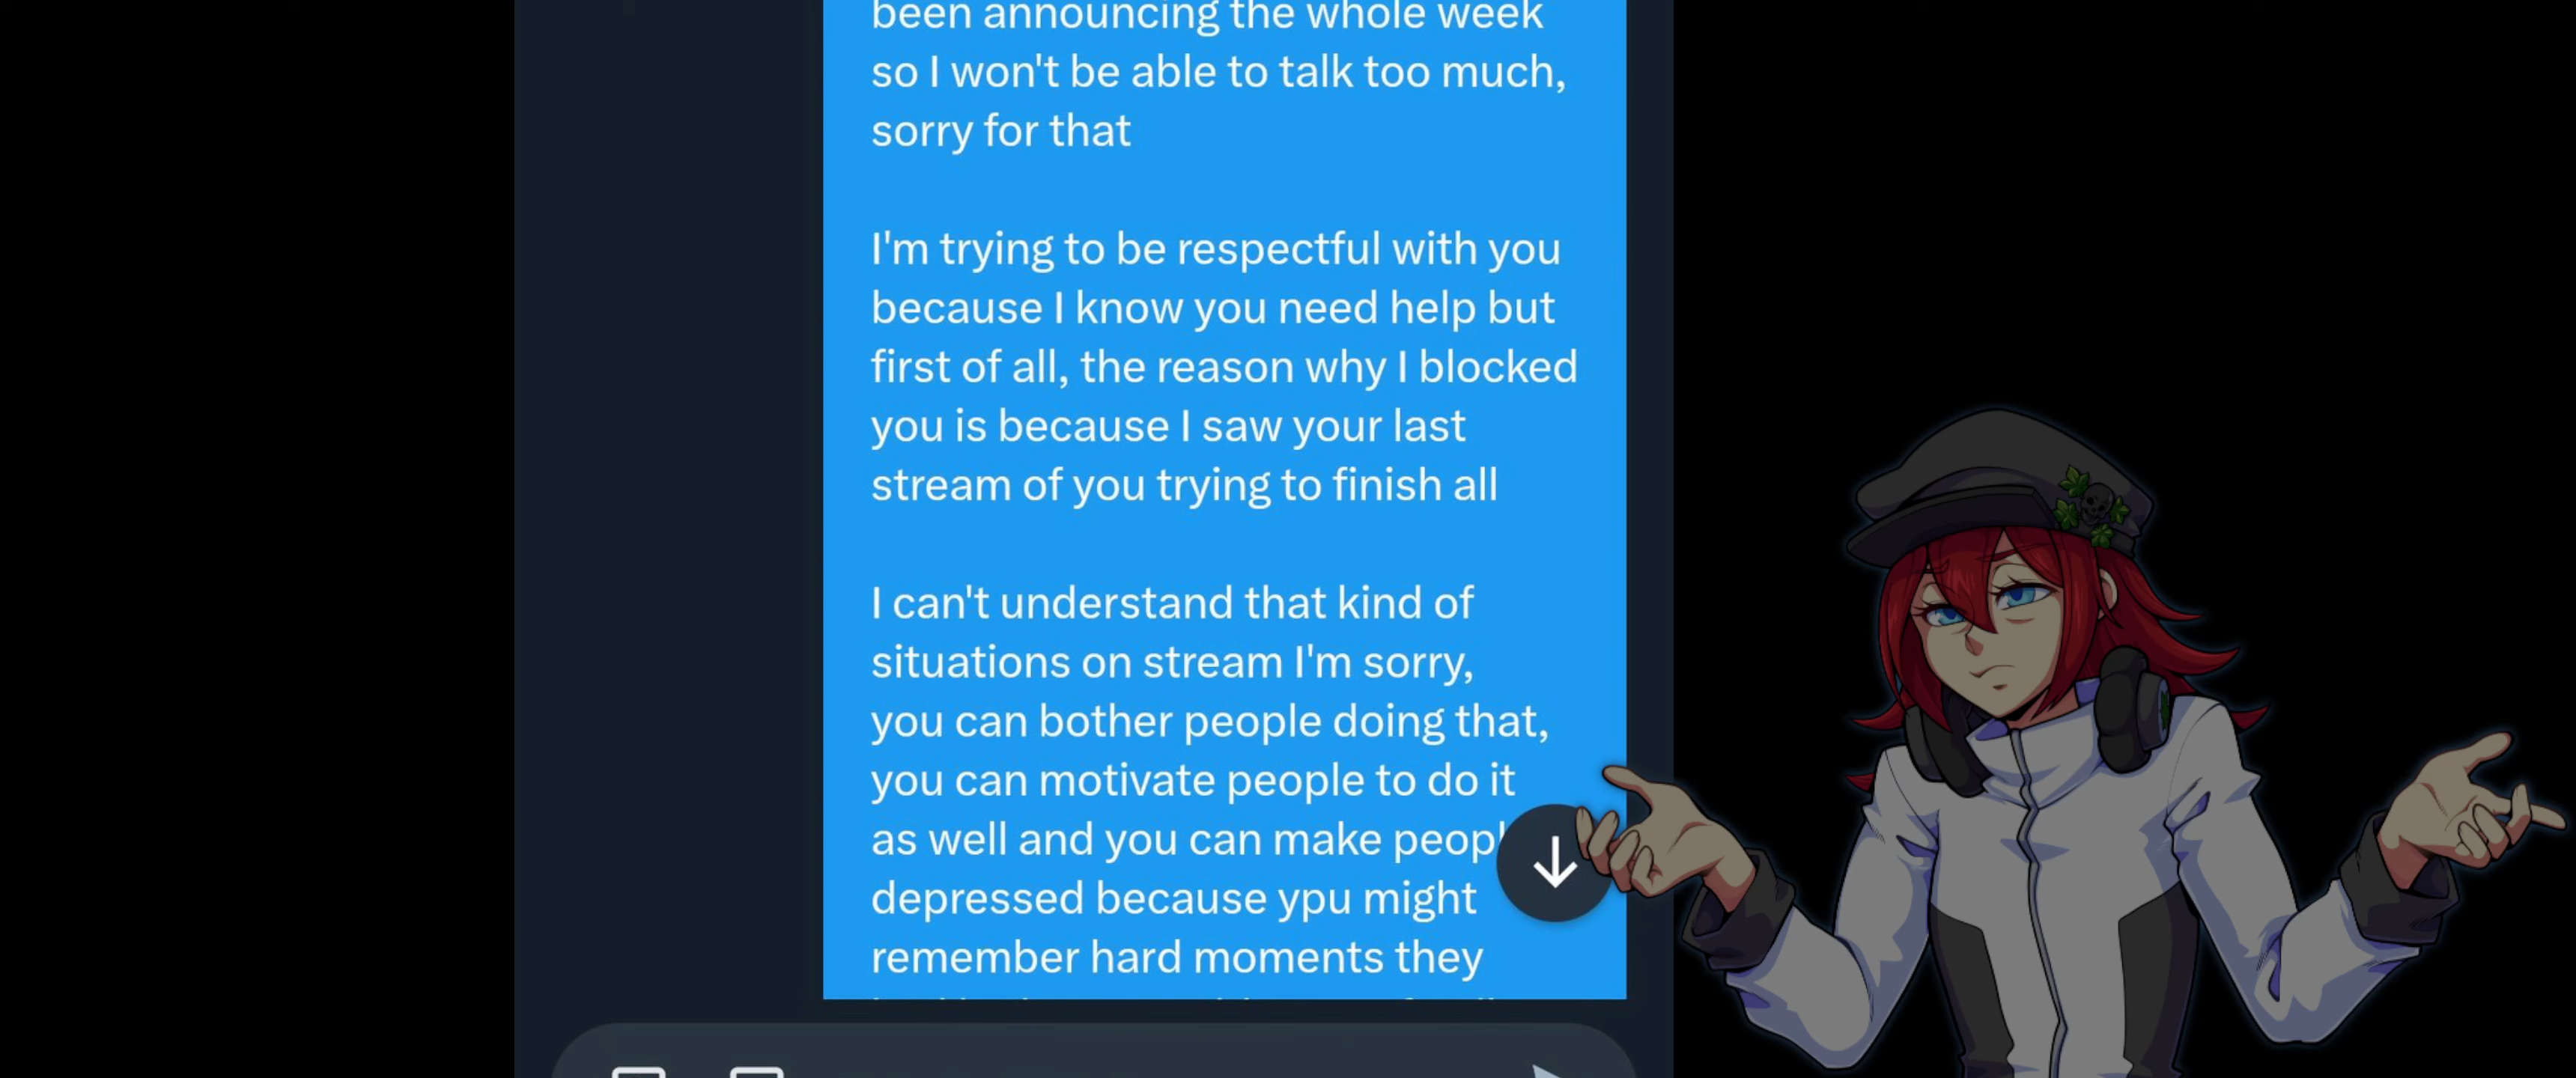 been announcing the whole week
so I won't be able to talk too much,
sorry for that
I'm trying to be respectful with you
because I know you need help but
first of all, the reason why I blocked
you is because I saw your last
stream of you trying to finish all
I can't understand that kind of
situations on stream I'm sorry,
you can bother people doing that,
you can motivate people to do it
as well and you can make peopl
depressed because ypu might
remember hard moments they